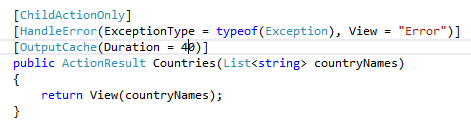 [ChildActionOnly]
[HandleError(ExceptionType = typeof(Exception), View = "Error")]
[OutputCache(Duration = 40)]
public ActionResult Countries(List<string> countryNames)
{
    return View(countryNames);
}